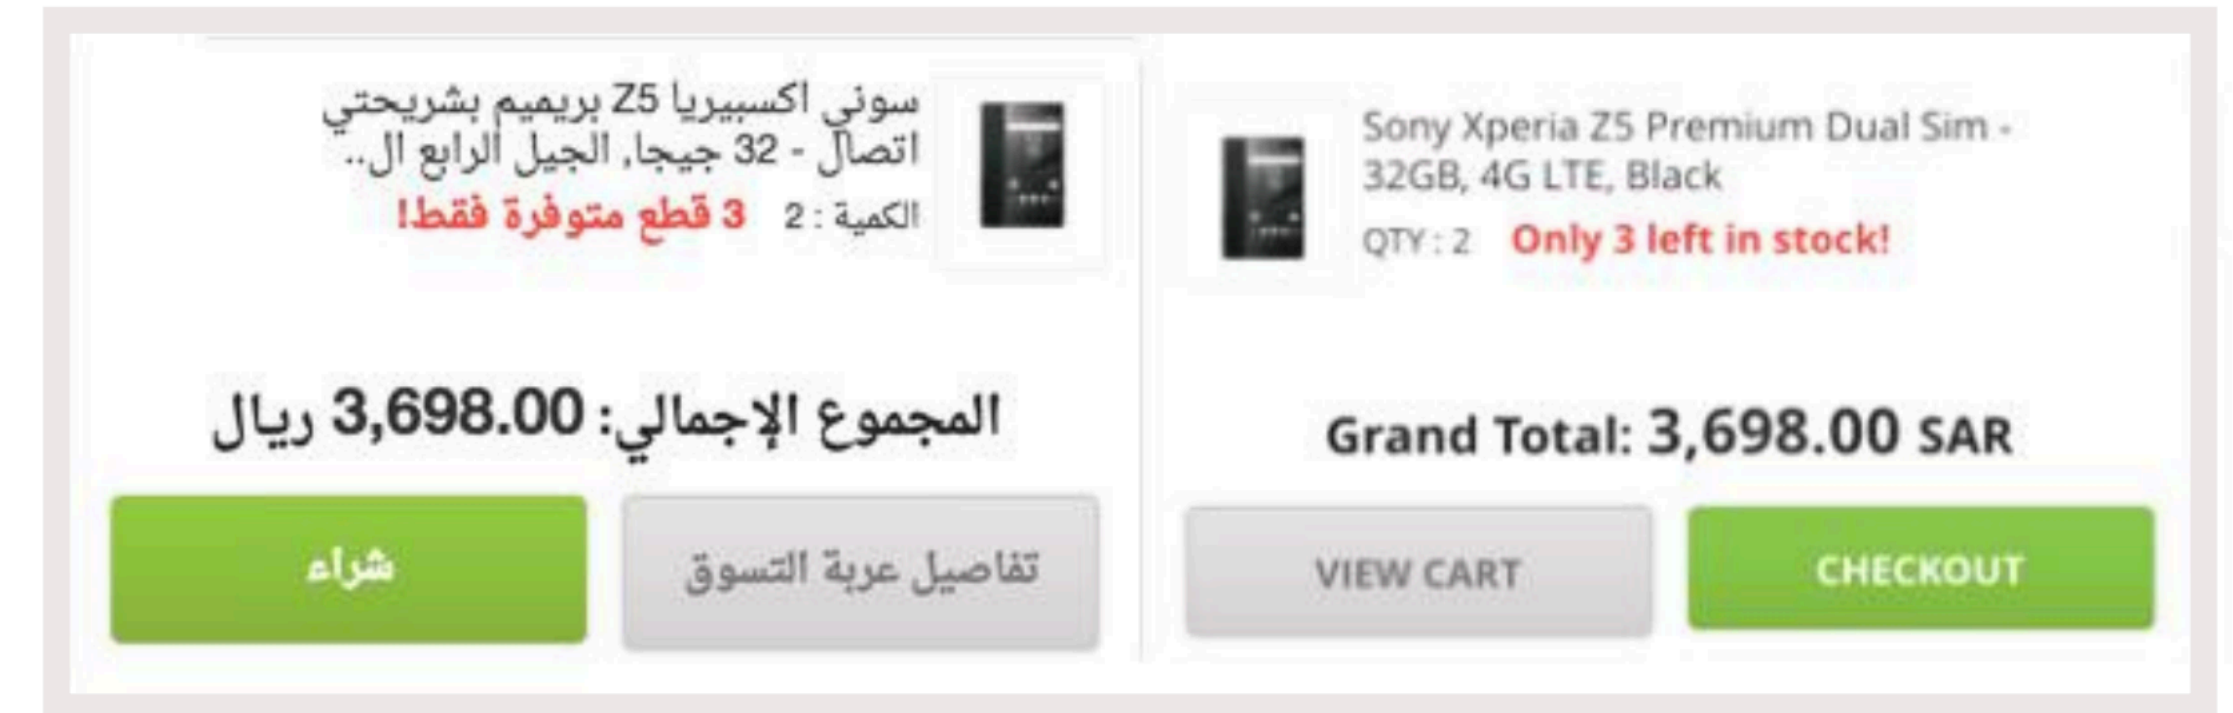 سوني اكسبيريا Z5 بريميم بشريحتي
اتصال - 32 جيجا, الجيل الرابع ال..
الكمية : 2 3 قطع متوفرة فقط!
المجموع الإجمالي: 3,698.00 ريال
تفاصيل عربة التسوق
شراء
Sony Xperia Z5 Premium Dual Sim -
32GB, 4G LTE, Black
QTY : 2 Only 3 left in stock!
Grand Total: 3,698.00 SAR
VIEW CART
CHECKOUT